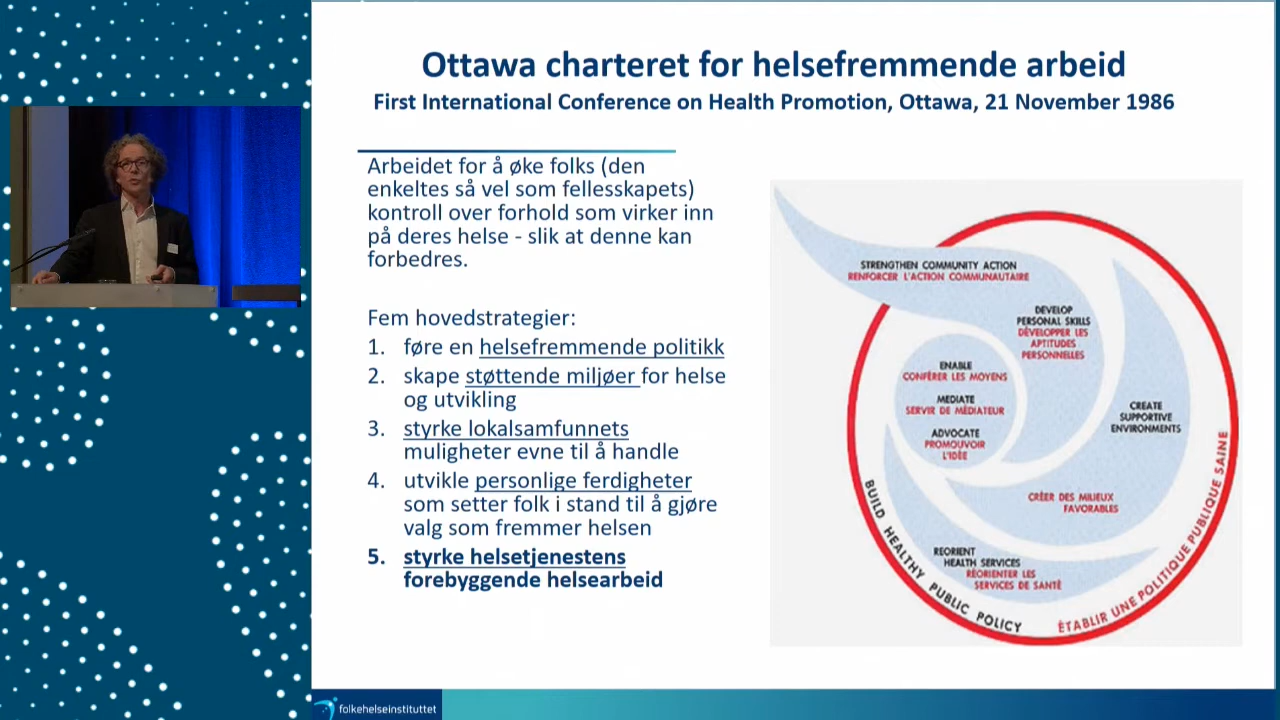 Ottawa charteret for helsefremmende arbeid
First International Conference on Health Promotion, Ottawa, 21 November 1986
Arbeidet for å øke folks (den
enkeltes så vel som fellesskapets)
kontroll over forhold som virker inn
på deres helse - slik at denne kan
forbedres.
Fem hovedstrategier:
1. føre en helsefremmende politikk
2. skape støttende miljøer for helse
og utvikling
3. styrke lokalsamfunnets
muligheter evne til å handle
4. utvikle personlige ferdigheter
som setter folk i stand til å gjøre
valg som fremmer helsen
5. styrke helsetjenestens
forebyggende helsearbeid
STRENGTHEN COMMUNITY ACTION
RENFORCER L'ACTION COMMUNAUTAIRE
DEVELOP
PERSONAL SKILLS
DÉVELOPPER LES
APTITUDES
PERSONNELLES
ENABLE
CONFÉRER LES MOYENS
MEDIATE
SERVIR DE MÉDIATEUR
ADVOCATE
PROMOUVOIR
L'IDÉE
CREATE
SUPPORTIVE
ENVIRONMENTS
CRÉER DES MILIEUX
FAVORABLES
REORIENT
HEALTH SERVICES
RÉORIENTER LES
SERVICES DE SANTÉ
BUILD HEALTHY PUBLIC POLICY
ÉTABLIR UNE POLITIQUE PUBLIQUE SAINE
folkehelseinstituttet